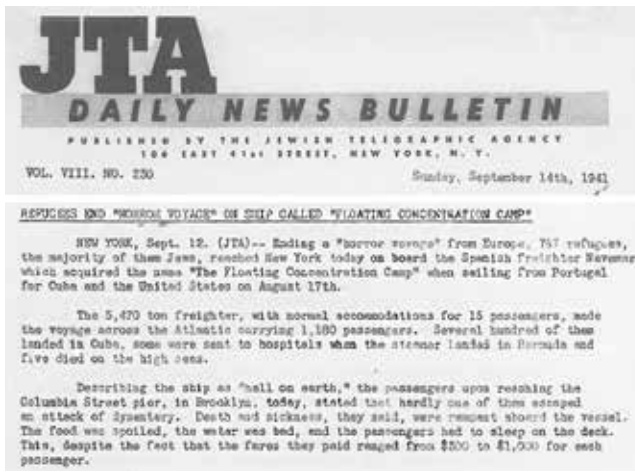 JTA
DAILY NEWS BULLETIN
PUBLISHED BY THE JEWISH TELEGRAPHIC AGENCY
106 EAST 41st STREET, NEW YORK, N. Y.
VOL. VIII. NO. 230
Sunday, September 14th, 1941
REFUGEES END "HORROR VOYAGE" ON SHIP CALLED "FLOATING CONCENTRATION CAMP"
NEW YORK, Sept. 12. (JTA)-- Ending a "horror voyage" from Europe, 767 refugees,
the majority of them Jews, reached New York today on board the Spanish freighter
which acquired the name "The Floating Concentration Camp" when sailing from Portugal
for Cuba and the United States on August 17th.
The 5,470 ton freighter, with normal accomodations for 15 passengers, made
the voyage across the Atlantic carrying 1,180 passengers. Several hundred of them
landed in Cuba, some were sent to hospitals when the steamer landed in Bermuda and
five died on the high seas.
Describing the ship as "hell on earth," the passengers upon reaching the
Columbia Street pier, in Brooklyn, today, stated that hardly one of them escaped
an attack of dysentery. Death and sickness, they said, were rampant aboard the vessel.
The food was spoiled, the water was bad, and the passengers had to sleep on the deck.
This, despite the fact that the fares they paid ranged from $300 to $1,000 for each
passenger.